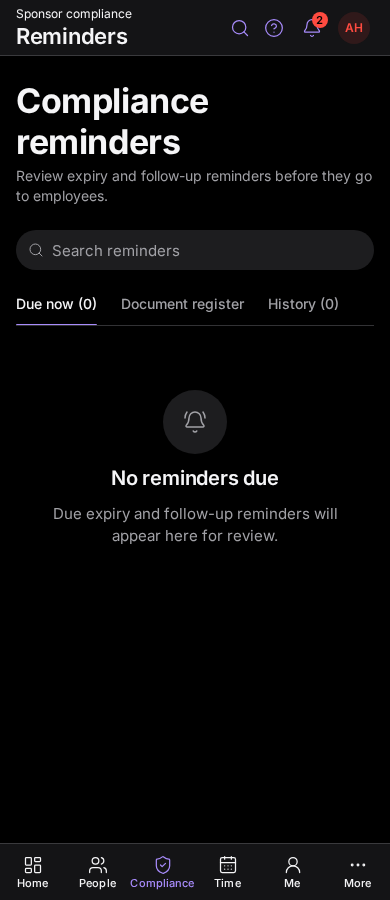 Sponsor compliance
Reminders
2
AH
Compliance
reminders
Review expiry and follow-up reminders before they go
to employees.
Search reminders
Due now (0)
Document register
History (0)
No reminders due
Due expiry and follow-up reminders will
appear here for review.
Home
People
Compliance
Time
Me
More